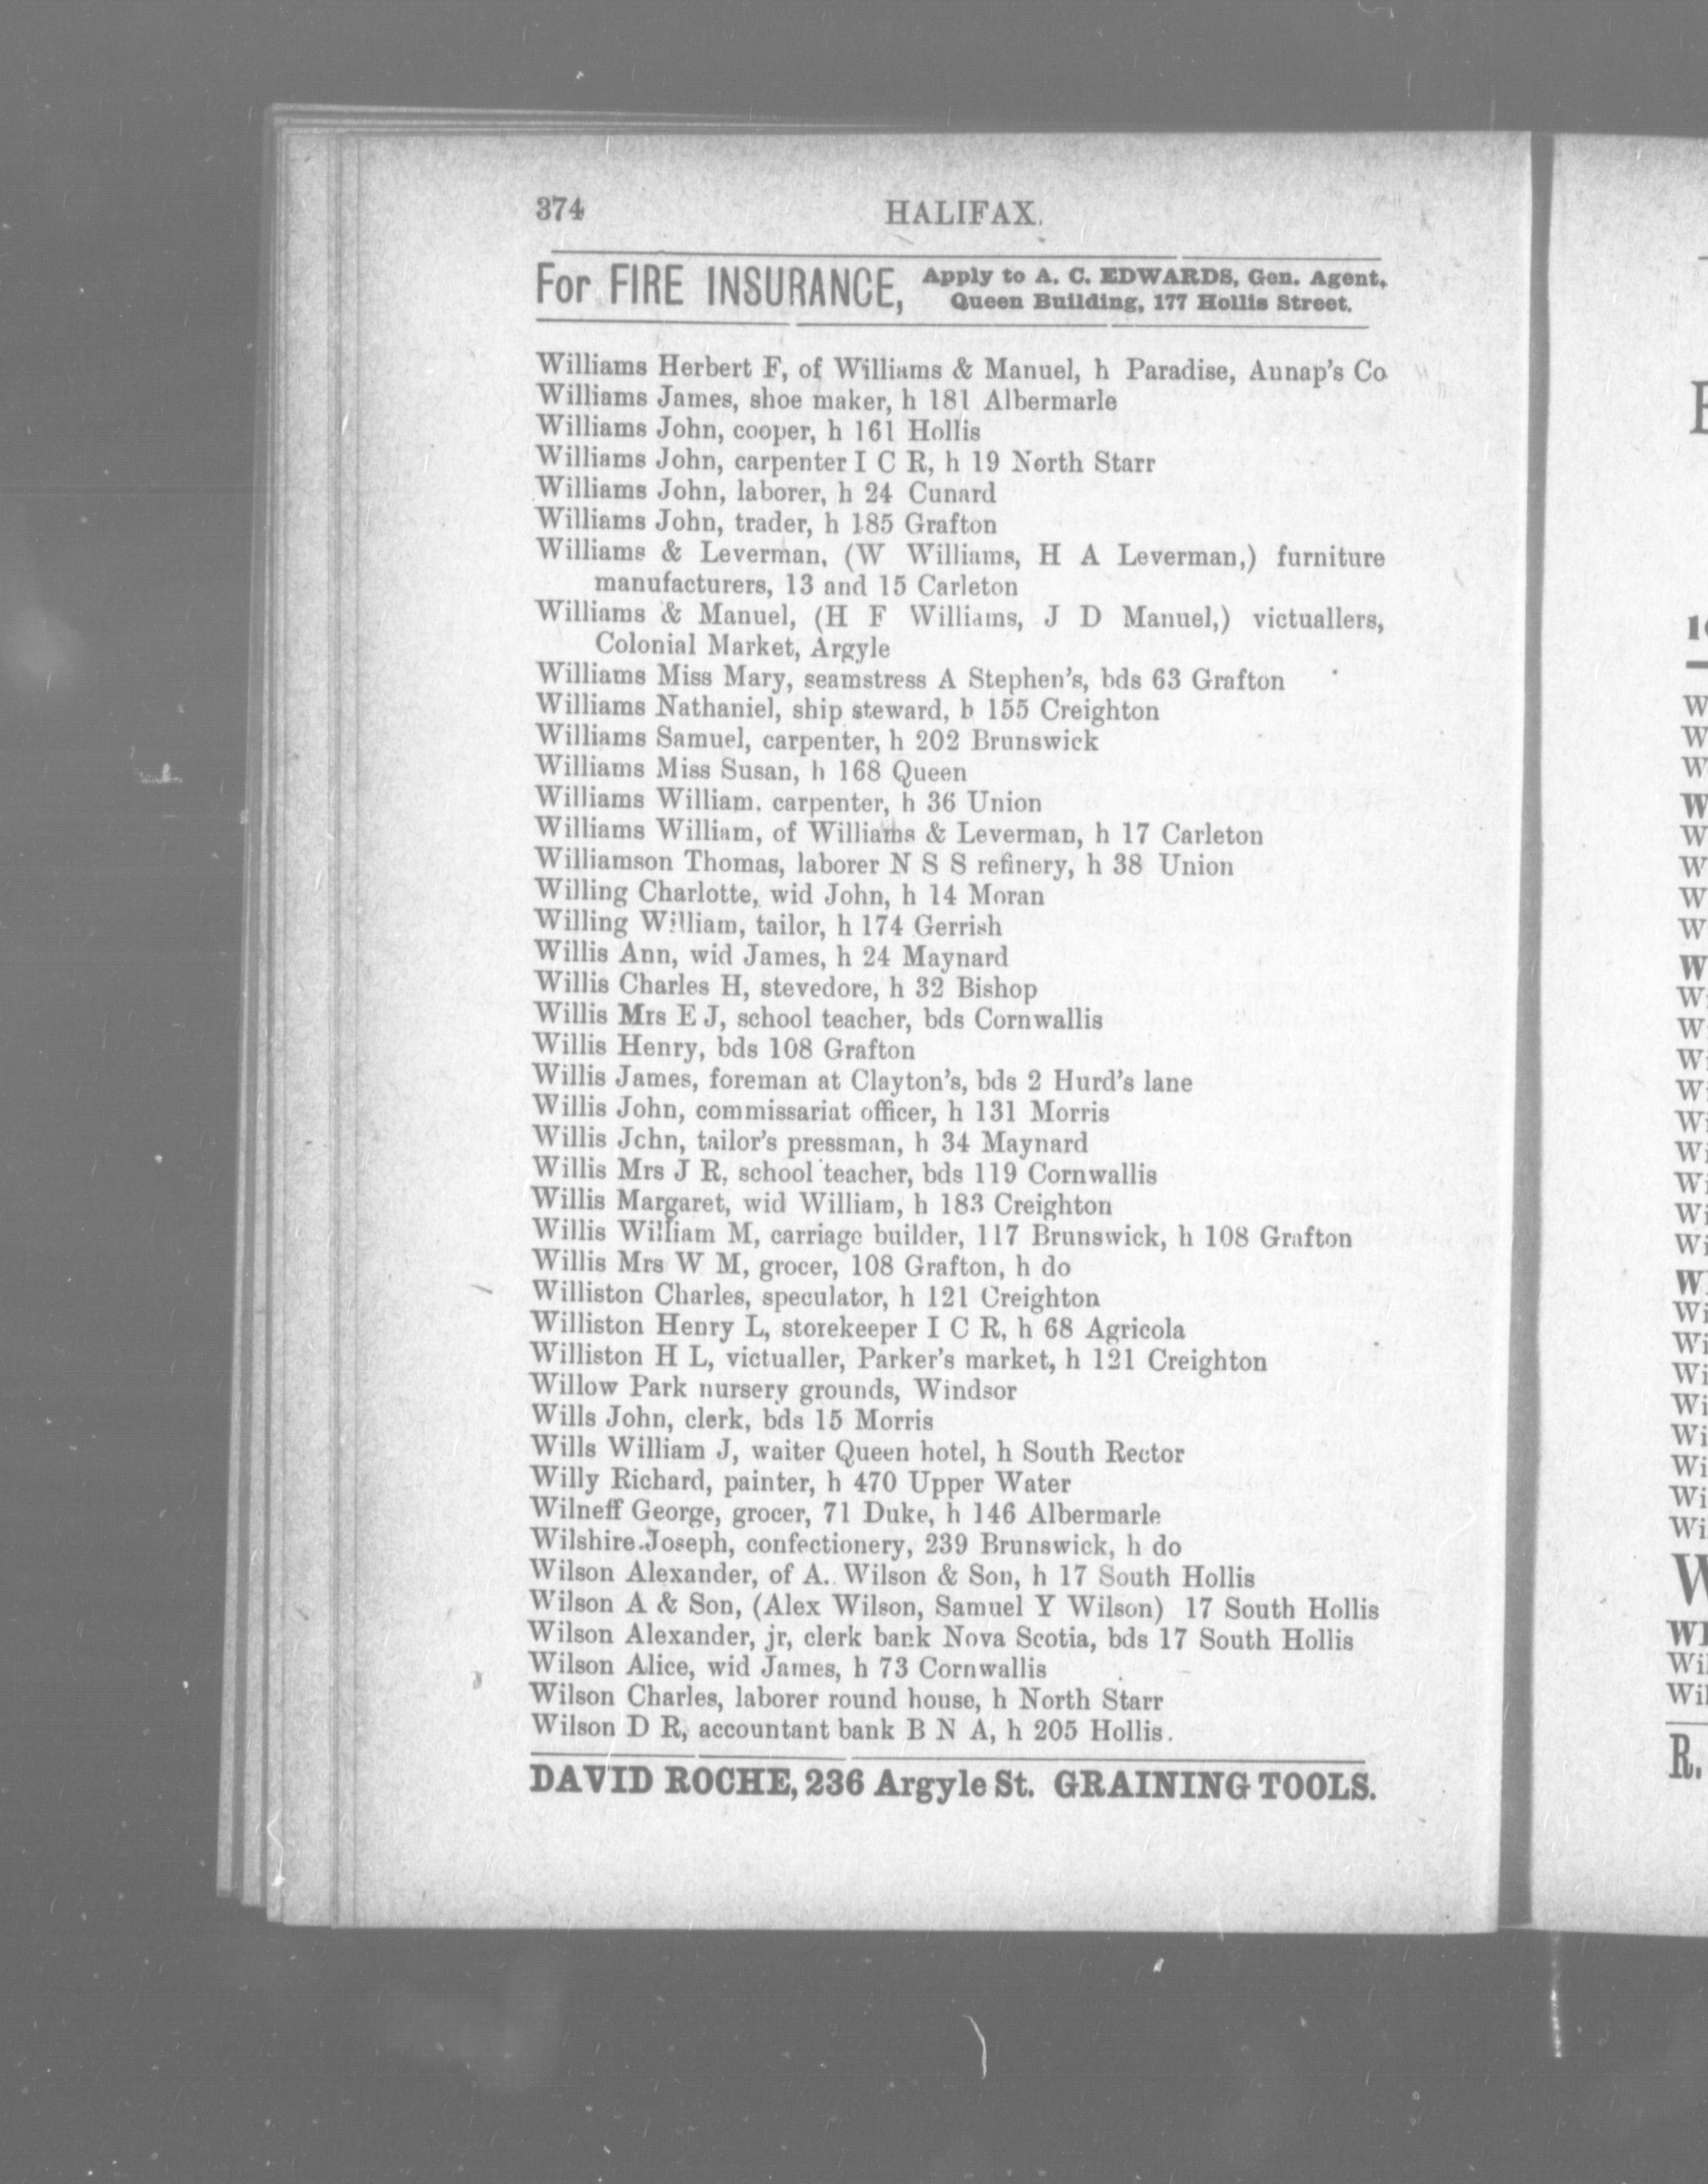 374 HALIFAX.
For FIRE INSURANCE, Apply to A. C. EDWARDS, Gen. Agent,
Queen Building, 177 Hollis Street.
Williams Herbert F, of Williams & Manuel, h Paradise, Annap's Co
Williams James, shoe maker, h 181 Albermarle
Williams John, cooper, h 161 Hollis
Williams John, carpenter I C R, h 19 North Starr
Williams John, laborer, h 24 Cunard
Williams John, trader, h 185 Grafton
Williams & Leverman, (W Williams, H A Leverman,) furniture
manufacturers, 13 and 15 Carleton
Williams & Manuel, (H F Williams, J D Manuel,) victuallers,
Colonial Market, Argyle
Williams Miss Mary, seamstress A Stephen's, bds 63 Grafton
Williams Nathaniel, ship steward, h 155 Creighton
Williams Samuel, carpenter, h 202 Brunswick
Williams Miss Susan, h 168 Queen
Williams William. carpenter, h 36 Union
Williams William, of Williams & Leverman, h 17 Carleton
Williamson Thomas, laborer N S S refinery, h 38 Union
Willing Charlotte, wid John, h 14 Moran
Willing William, tailor, h 174 Gerrish
Willis Ann, wid James, h 24 Maynard
Willis Charles H, stevedore, h 32 Bishop
Willis Mrs E J, school teacher, bds Cornwallis
Willis Henry, bds 108 Grafton
Willis James, foreman at Clayton's, bds 2 Hurd's lane
Willis John, commissariat officer, h 131 Morris
Willis John, tailor's pressman, h 34 Maynard
Willis Mrs J R, school teacher, bds 119 Cornwallis
Willis Margaret, wid William, h 183 Creighton
Willis William M, carriage builder, 117 Brunswick, h 108 Grafton
Willis Mrs W M, grocer, 108 Grafton, h do
Williston Charles, speculator, h 121 Creighton
Williston Henry L, storekeeper I C R, h 68 Agricola
Williston H L, victualler, Parker's market, h 121 Creighton
Willow Park nursery grounds, Windsor
Wills John, clerk, bds 15 Morris
Wills William J, waiter Queen hotel, h South Rector
Willy Richard, painter, h 470 Upper Water
Wilneff George, grocer, 71 Duke, h 146 Albermarle
Wilshire Joseph, confectionery, 239 Brunswick, h do
Wilson Alexander, of A. Wilson & Son, h 17 South Hollis
Wilson A & Son, (Alex Wilson, Samuel Y Wilson) 17 South Hollis
Wilson Alexander, jr, clerk bank Nova Scotia, bds 17 South Hollis
Wilson Alice, wid James, h 73 Cornwallis
Wilson Charles, laborer round house, h North Starr
Wilson D R, accountant bank B N A, h 205 Hollis.
DAVID ROCHE, 236 Argyle St. GRAINING TOOLS.